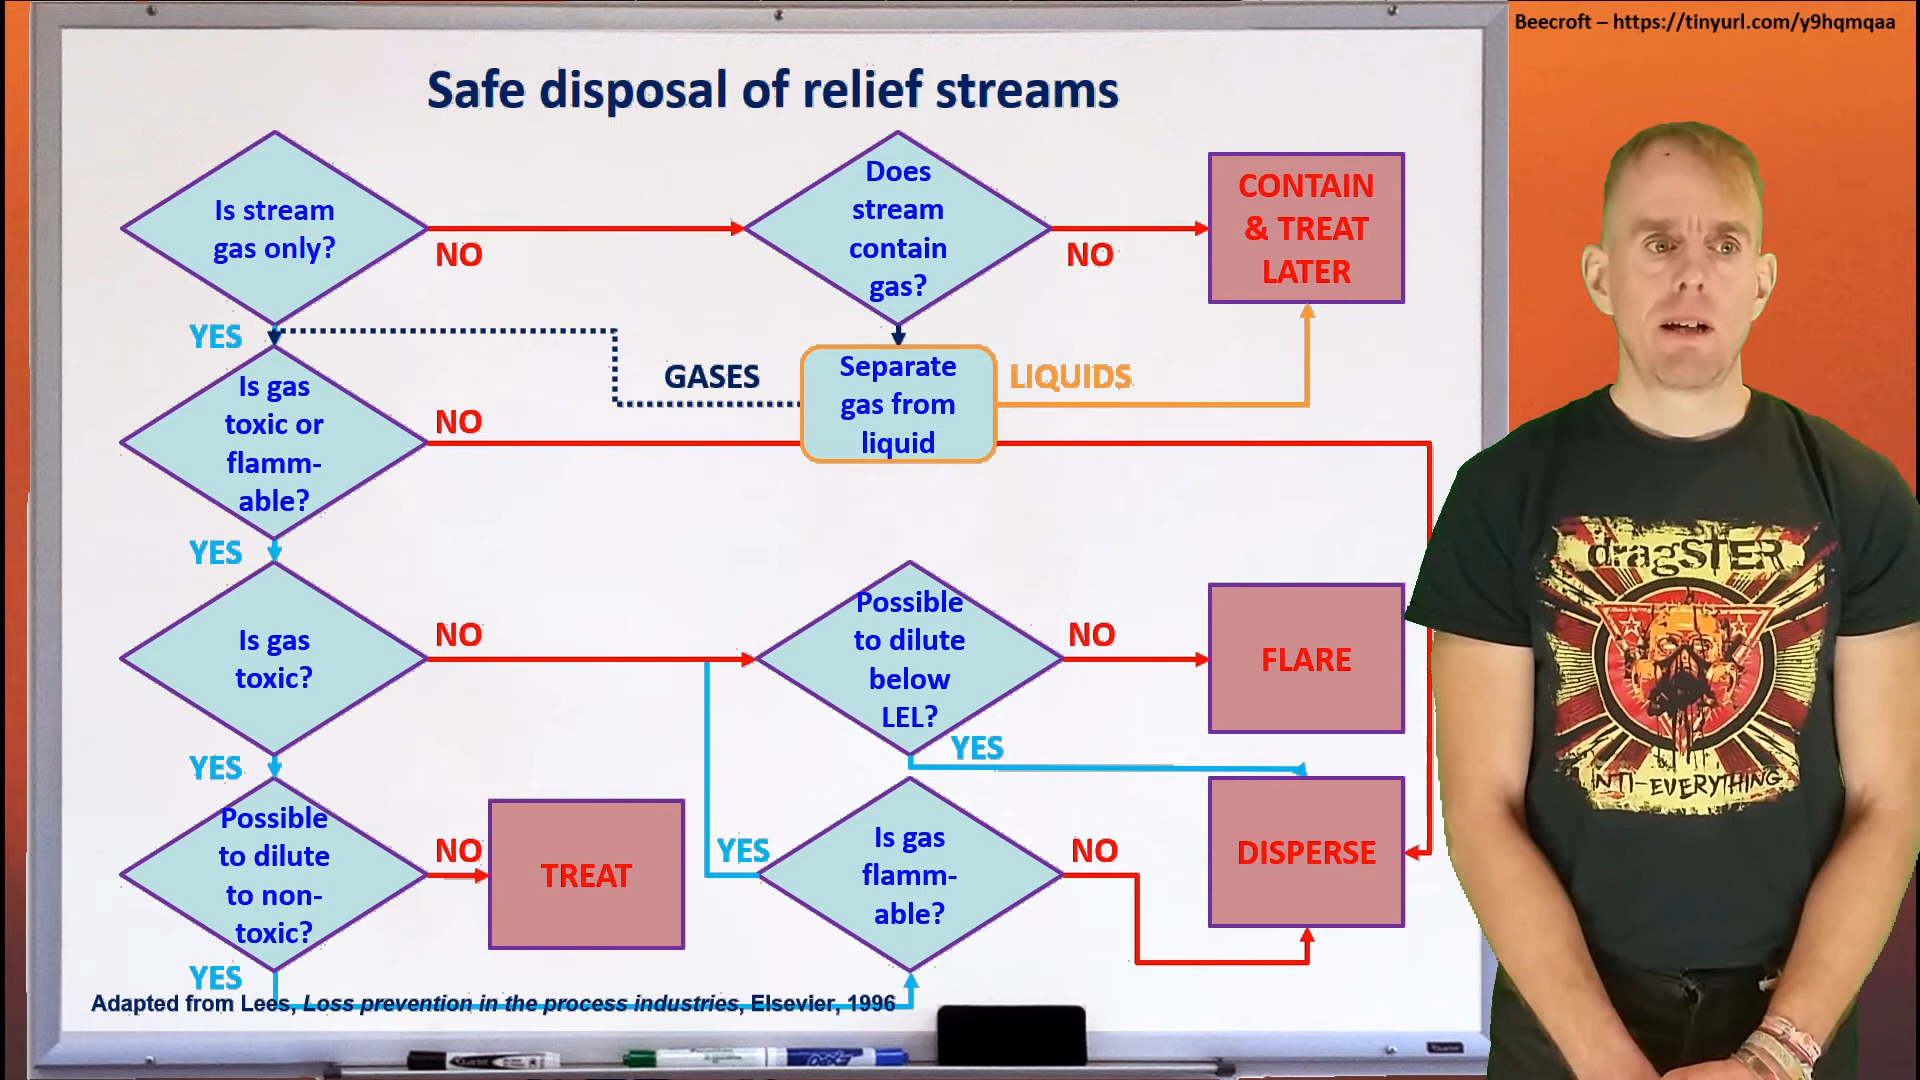 Beecroft – https://tinyurl.com/y9hqmqaa
Safe disposal of relief streams
Is stream
gas only?
NO
Does
stream
contain
gas?
NO
CONTAIN
& TREAT
LATER
YES
GASES
Separate
gas from
liquid
LIQUIDS
Is gas
toxic or
flamm-
able?
NO
YES
Is gas
toxic?
NO
Possible
to dilute
below
LEL?
NO
FLARE
YES
YES
Possible
to dilute
to non-
toxic?
NO
TREAT
YES
Is gas
flamm-
able?
NO
DISPERSE
YES
Adapted from Lees, Loss prevention in the process industries, Elsevier, 1996
dragSTER
ANTI-EVERYTHING